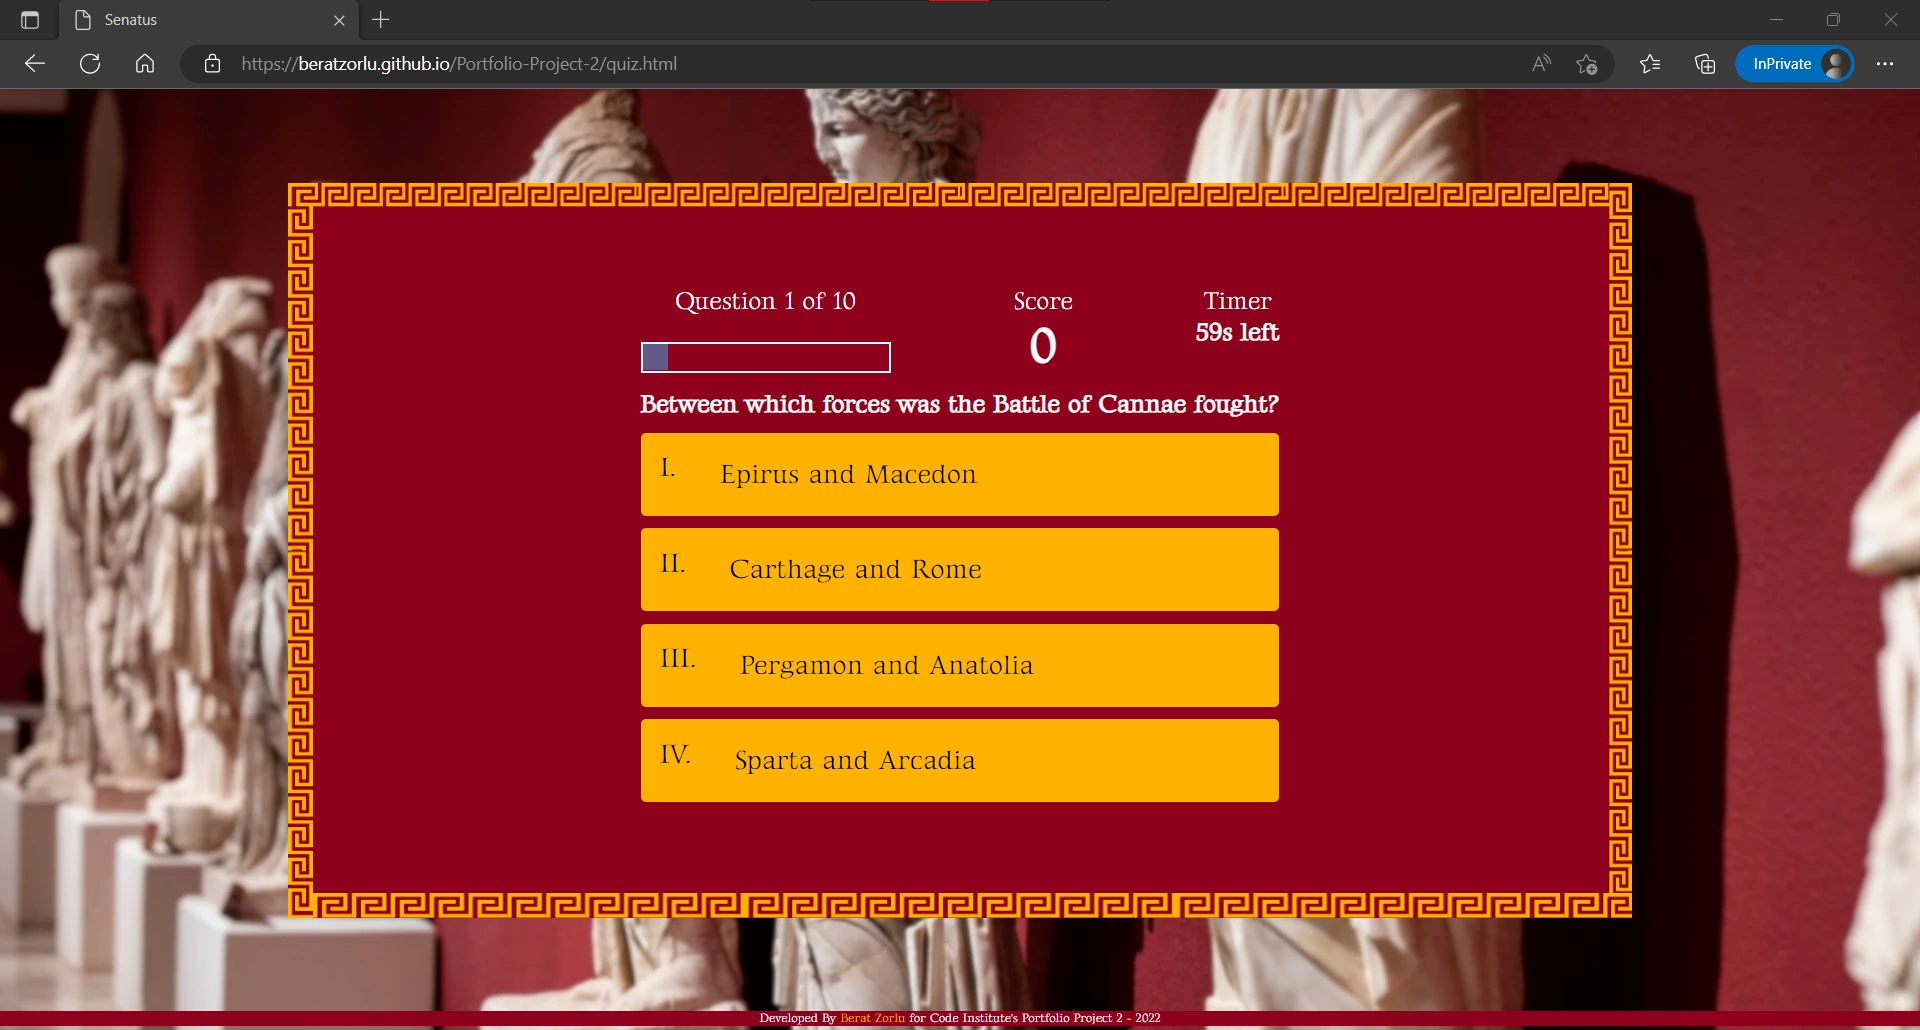 Senatus
https://beratzorlu.github.io/Portfolio-Project-2/quiz.html
InPrivate
Question 1 of 10
Score
0
Timer
59s left
Between which forces was the Battle of Cannae fought?
I. Epirus and Macedon
II. Carthage and Rome
III. Pergamon and Anatolia
IV. Sparta and Arcadia
Developed By Berat Zorlu for Code Institute's Portfolio Project 2 - 2022